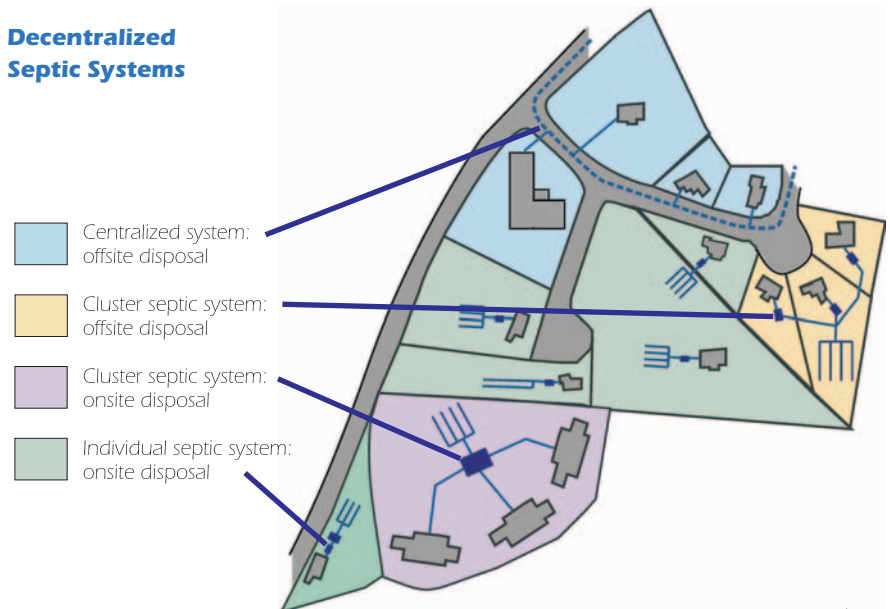 Decentralized
Septic Systems
Centralized system:
offsite disposal
Cluster septic system:
offsite disposal
Cluster septic system:
onsite disposal
Individual septic system:
onsite disposal